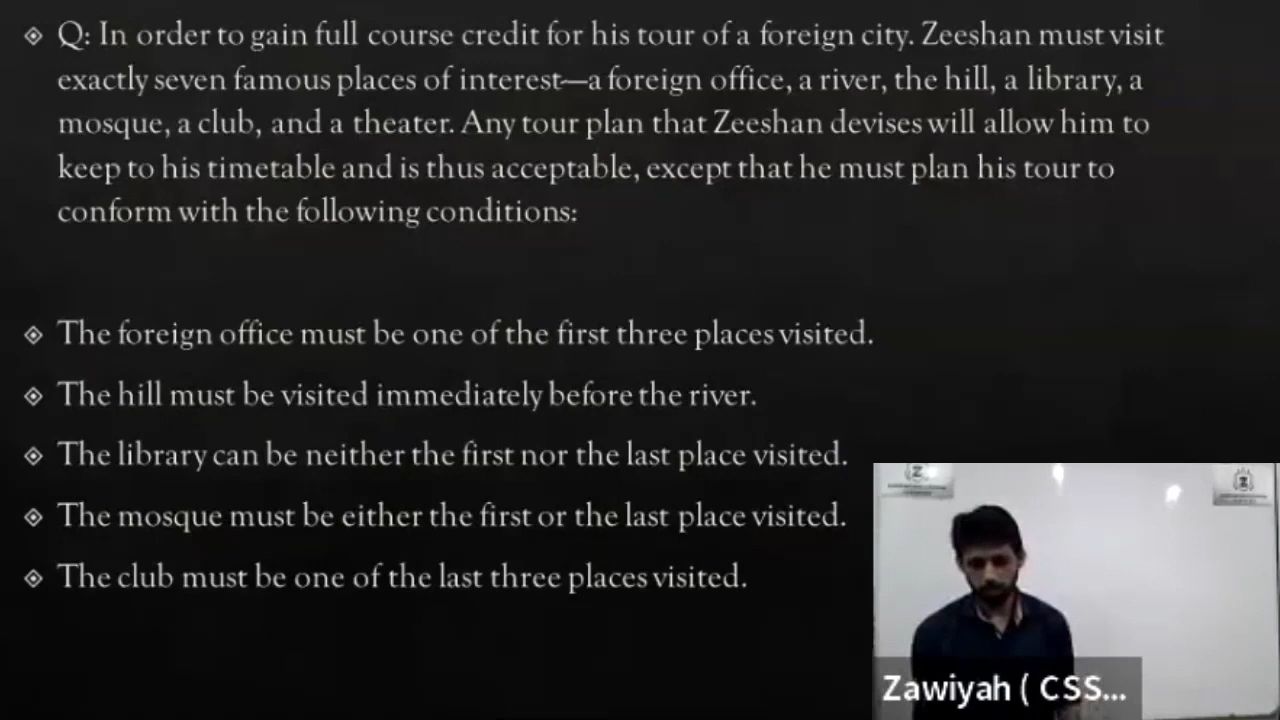 Q: In order to gain full course credit for his tour of a foreign city. Zeeshan must visit
exactly seven famous places of interest—a foreign office, a river, the hill, a library, a
mosque, a club, and a theater. Any tour plan that Zeeshan devises will allow him to
keep to his timetable and is thus acceptable, except that he must plan his tour to
conform with the following conditions:
The foreign office must be one of the first three places visited.
The hill must be visited immediately before the river.
The library can be neither the first nor the last place visited.
The mosque must be either the first or the last place visited.
The club must be one of the last three places visited.
Zawiyah ( CSS...